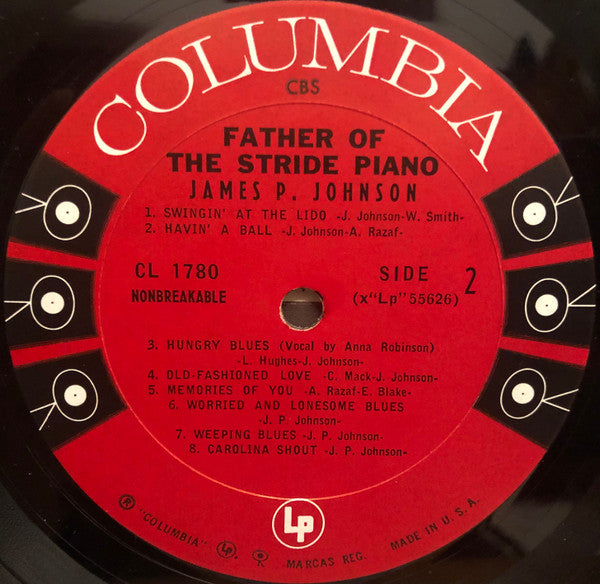 COLUMBIA
CBS
FATHER OF
THE STRIDE PIANO
JAMES P. JOHNSON
1. SWINGIN' AT THE LIDO -J. Johnson-W. Smith-
2. HAVIN' A BALL -J. Johnson-A. Razaf-
CL 1780
NONBREAKABLE
SIDE 2
(x"Lp"55626)
3. HUNGRY BLUES (Vocal by Anna Robinson)
-L. Hughes-J. Johnson-
4. OLD-FASHIONED LOVE -C. Mack-J. Johnson-
5. MEMORIES OF YOU -A. Razaf-E. Blake-
6. WORRIED AND LONESOME BLUES
-J. P. Johnson-
7. WEEPING BLUES -J. P. Johnson-
8. CAROLINA SHOUT -J. P. Johnson-
Lp
® "COLUMBIA" Lp ® MARCAS REG. MADE IN U.S.A.